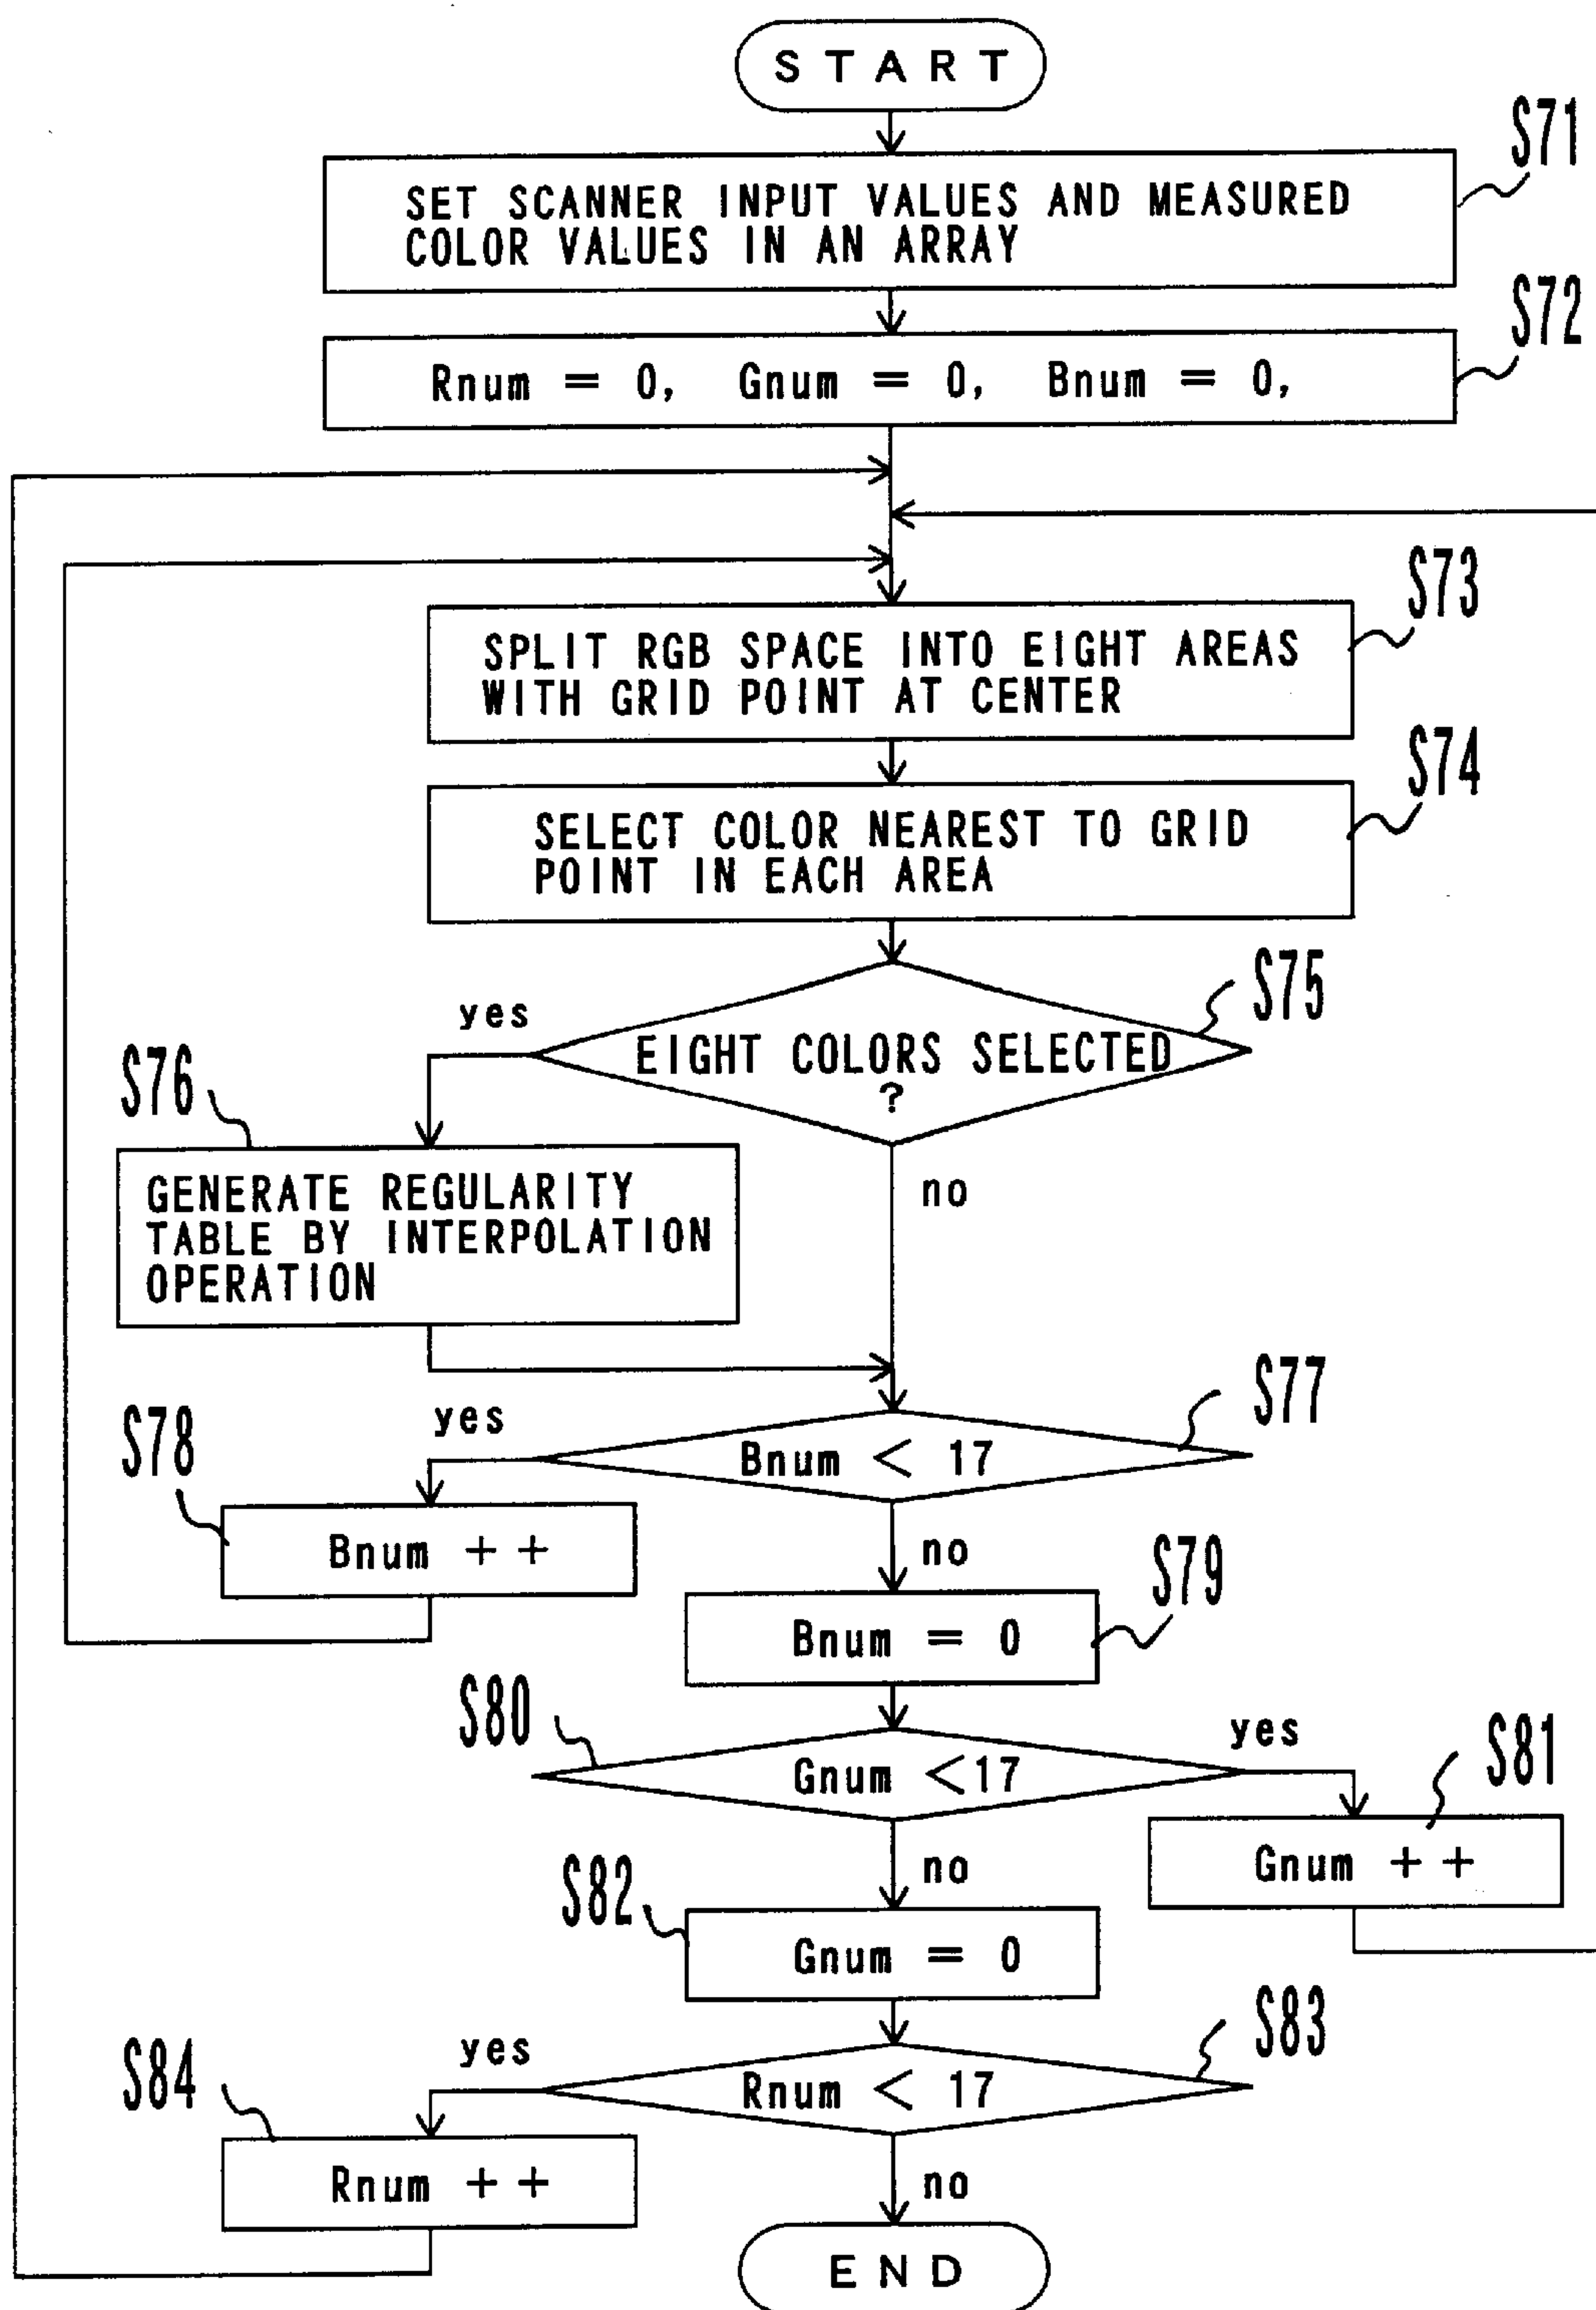 START
S71
SET SCANNER INPUT VALUES AND MEASURED
COLOR VALUES IN AN ARRAY
S72
Rnum = 0, Gnum = 0, Bnum = 0,
S73
SPLIT RGB SPACE INTO EIGHT AREAS
WITH GRID POINT AT CENTER
S74
SELECT COLOR NEAREST TO GRID
POINT IN EACH AREA
S75
yes
EIGHT COLORS SELECTED
?
S76
no
GENERATE REGULARITY
TABLE BY INTERPOLATION
OPERATION
S77
yes
S78
Bnum < 17
Bnum ++
no
S79
Bnum = 0
S80
yes
S81
Gnum <17
Gnum ++
no
S82
Gnum = 0
S83
yes
S84
Rnum < 17
Rnum ++
no
END